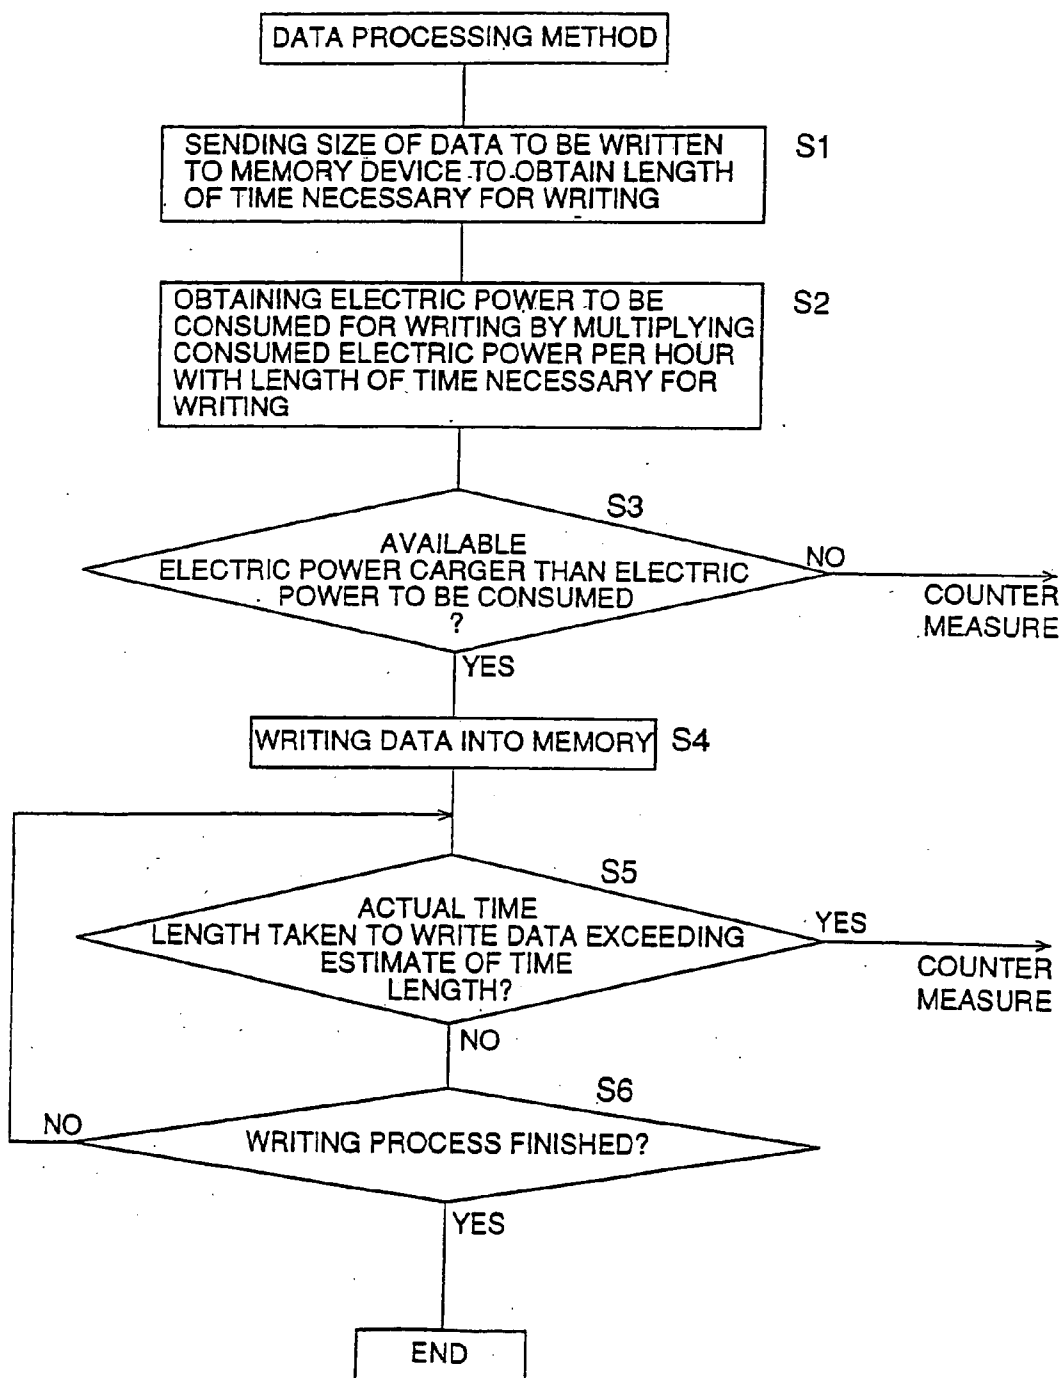 DATA PROCESSING METHOD
SENDING SIZE OF DATA TO BE WRITTEN
TO MEMORY DEVICE TO OBTAIN LENGTH
OF TIME NECESSARY FOR WRITING
S1
OBTAINING ELECTRIC POWER TO BE
CONSUMED FOR WRITING BY MULTIPLYING
CONSUMED ELECTRIC POWER PER HOUR
WITH LENGTH OF TIME NECESSARY FOR
WRITING
S2
S3
AVAILABLE
ELECTRIC POWER CARGER THAN ELECTRIC
POWER TO BE CONSUMED
?
NO
COUNTER
MEASURE
YES
WRITING DATA INTO MEMORY
S4
S5
ACTUAL TIME
LENGTH TAKEN TO WRITE DATA EXCEEDING
ESTIMATE OF TIME
LENGTH?
YES
COUNTER
MEASURE
NO
S6
NO
WRITING PROCESS FINISHED?
YES
END